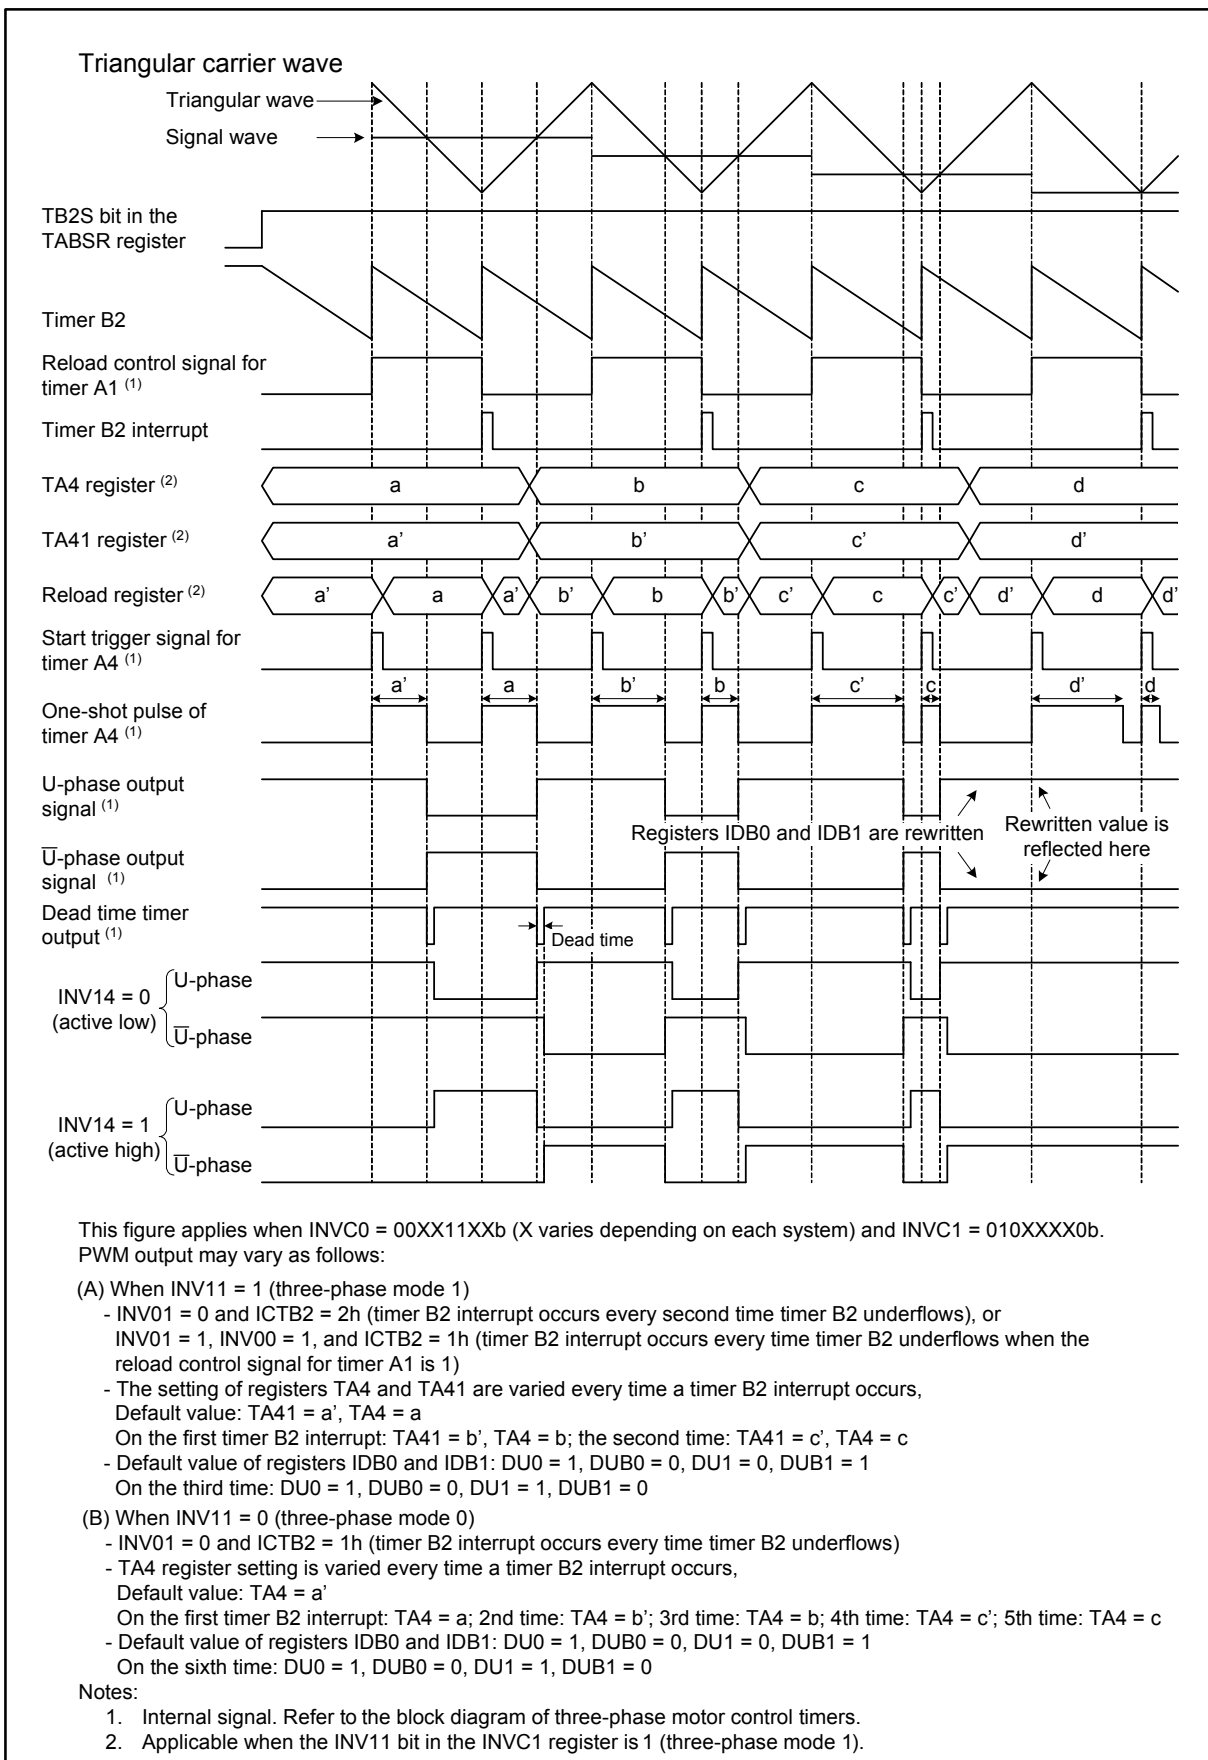 Triangular carrier wave
Triangular wave
Signal wave
TB2S bit in the
TABSR register
Timer B2
Reload control signal for
timer A1 (1)
Timer B2 interrupt
TA4 register (2)
a b c d
TA41 register (2)
a’ b’ c’ d’
Reload register (2)
a’ a a’ b’ b b’ c’ c c’ d’ d d’
Start trigger signal for
timer A4 (1)
a’ a b’ b c’ c d’ d
One-shot pulse of
timer A4 (1)
U-phase output
signal (1)
Registers IDB0 and IDB1 are rewritten
Rewritten value is
reflected here
U̅-phase output
signal (1)
Dead time timer
output (1)
Dead time
INV14 = 0
(active low)
U-phase
U̅-phase
INV14 = 1
(active high)
U-phase
U̅-phase
This figure applies when INVC0 = 00XX11XXb (X varies depending on each system) and INVC1 = 010XXXX0b.
PWM output may vary as follows:
(A) When INV11 = 1 (three-phase mode 1)
- INV01 = 0 and ICTB2 = 2h (timer B2 interrupt occurs every second time timer B2 underflows), or
INV01 = 1, INV00 = 1, and ICTB2 = 1h (timer B2 interrupt occurs every time timer B2 underflows when the
reload control signal for timer A1 is 1)
- The setting of registers TA4 and TA41 are varied every time a timer B2 interrupt occurs,
Default value: TA41 = a’, TA4 = a
On the first timer B2 interrupt: TA41 = b’, TA4 = b; the second time: TA41 = c’, TA4 = c
- Default value of registers IDB0 and IDB1: DU0 = 1, DUB0 = 0, DU1 = 0, DUB1 = 1
On the third time: DU0 = 1, DUB0 = 0, DU1 = 1, DUB1 = 0
(B) When INV11 = 0 (three-phase mode 0)
- INV01 = 0 and ICTB2 = 1h (timer B2 interrupt occurs every time timer B2 underflows)
- TA4 register setting is varied every time a timer B2 interrupt occurs,
Default value: TA4 = a’
On the first timer B2 interrupt: TA4 = a; 2nd time: TA4 = b’; 3rd time: TA4 = b; 4th time: TA4 = c’; 5th time: TA4 = c
- Default value of registers IDB0 and IDB1: DU0 = 1, DUB0 = 0, DU1 = 0, DUB1 = 1
On the sixth time: DU0 = 1, DUB0 = 0, DU1 = 1, DUB1 = 0
Notes:
1. Internal signal. Refer to the block diagram of three-phase motor control timers.
2. Applicable when the INV11 bit in the INVC1 register is 1 (three-phase mode 1).